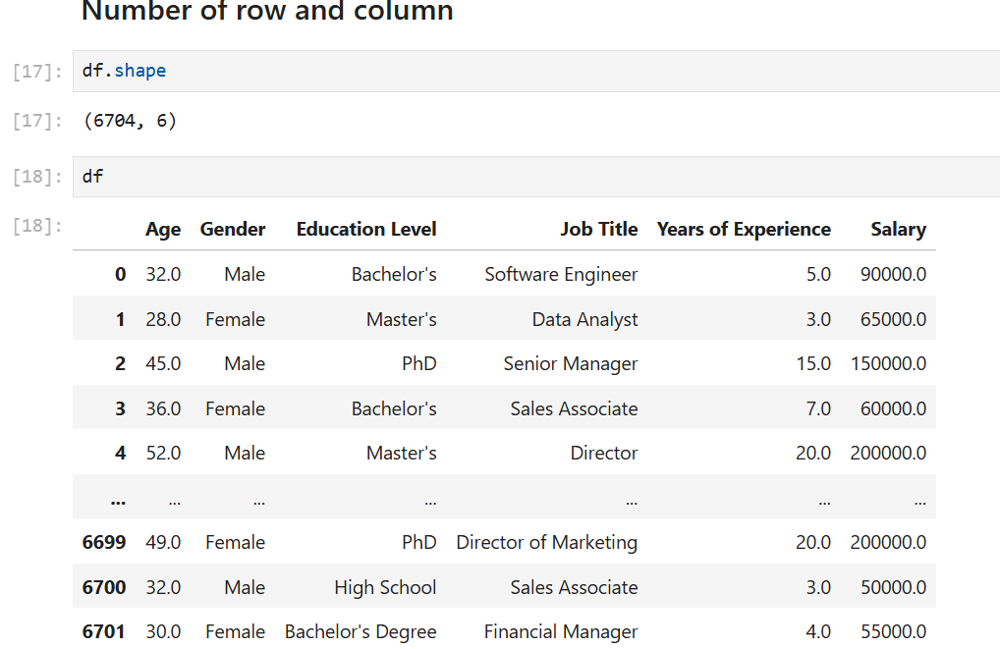 Number of row and column
[17]: df.shape
[17]: (6704, 6)
[18]: df
[18]:
Age Gender Education Level Job Title Years of Experience Salary
0 32.0 Male Bachelor's Software Engineer 5.0 90000.0
1 28.0 Female Master's Data Analyst 3.0 65000.0
2 45.0 Male PhD Senior Manager 15.0 150000.0
3 36.0 Female Bachelor's Sales Associate 7.0 60000.0
4 52.0 Male Master's Director 20.0 200000.0
... ... ... ... ... ... ...
6699 49.0 Female PhD Director of Marketing 20.0 200000.0
6700 32.0 Male High School Sales Associate 3.0 50000.0
6701 30.0 Female Bachelor's Degree Financial Manager 4.0 55000.0